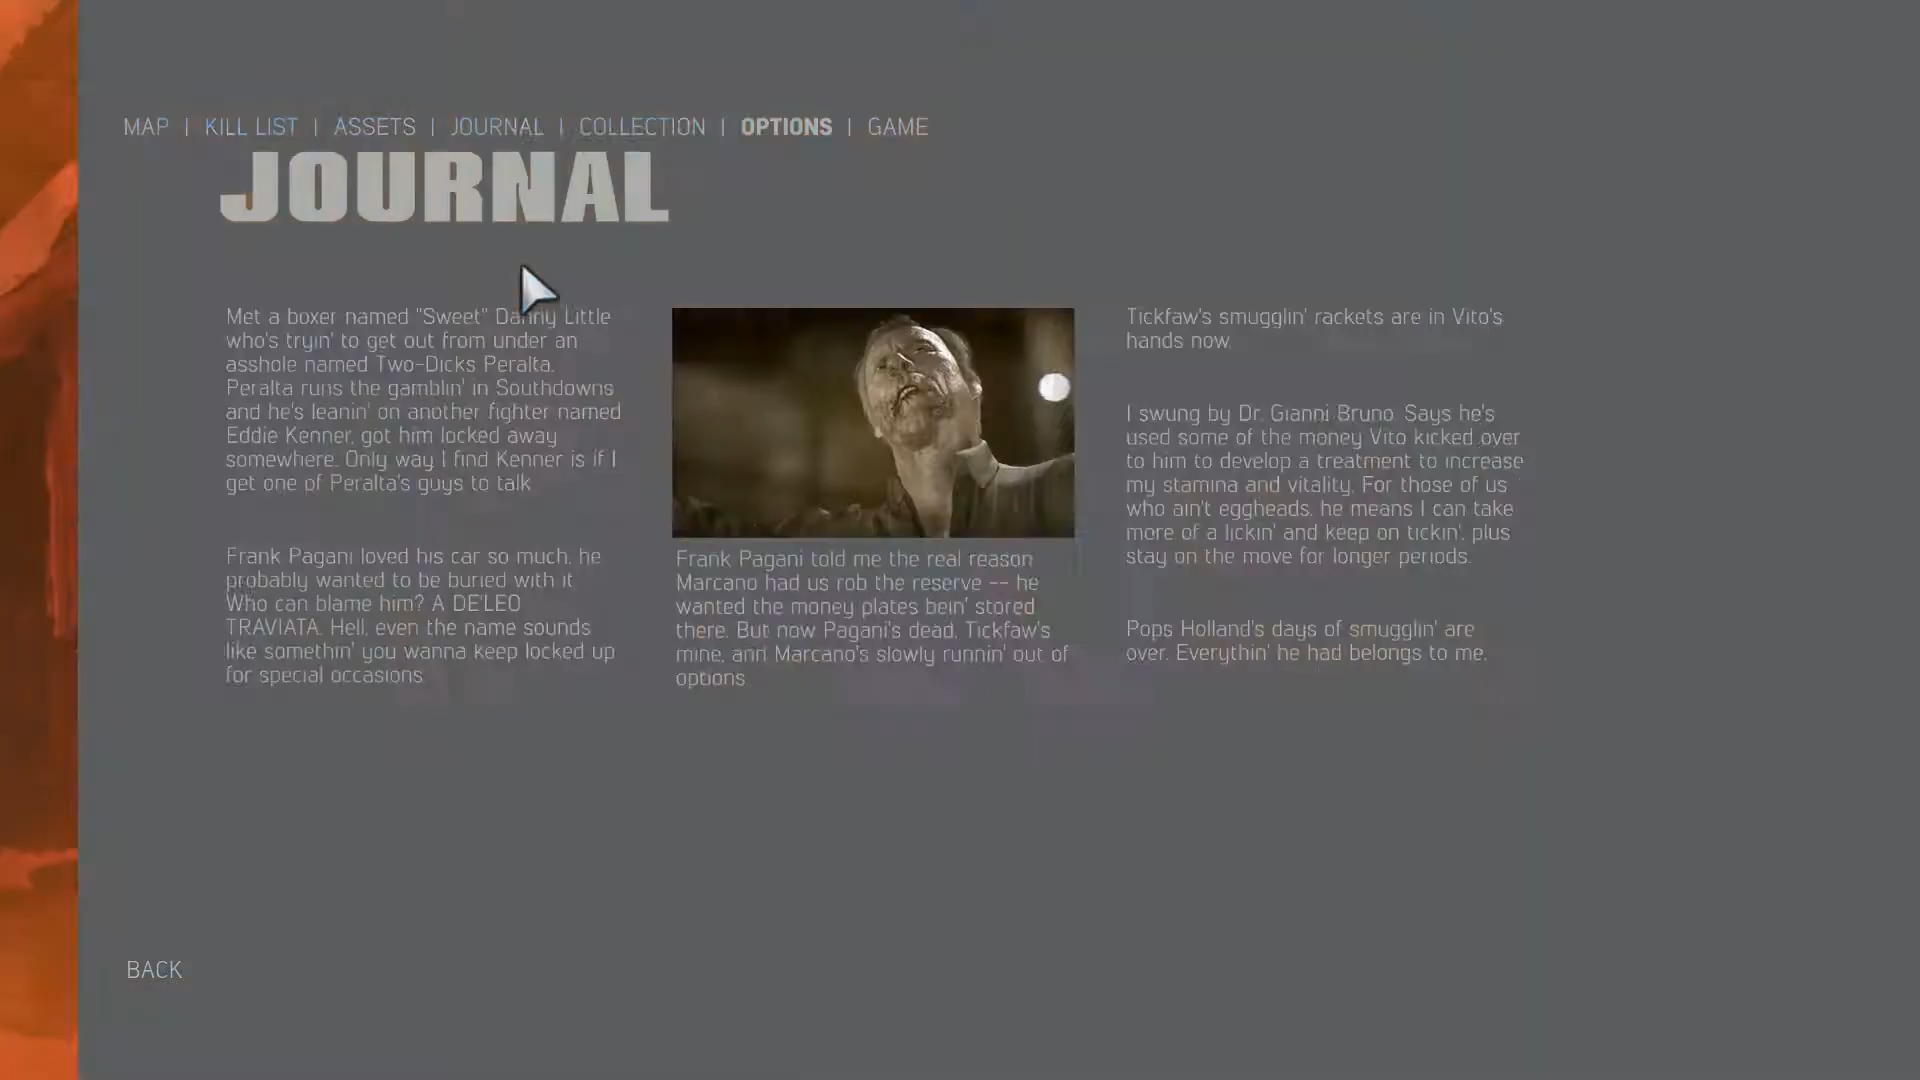 MAP | KILL LIST | ASSETS | JOURNAL | COLLECTION | OPTIONS | GAME
JOURNAL
Met a boxer named "Sweet" Danny Little
who's tryin' to get out from under an
asshole named Two-Dicks Peralta.
Peralta runs the gamblin' in Southdowns
and he's leanin' on another fighter named
Eddie Kenner, got him locked away
somewhere. Only way I find Kenner is if I
get one of Peralta's guys to talk.
Frank Pagani loved his car so much, he
probably wanted to be buried with it.
Who can blame him? A DE'LEO
TRAVIATA. Hell, even the name sounds
like somethin' you wanna keep locked up
for special occasions.
Frank Pagani told me the real reason
Marcano had us rob the reserve -- he
wanted the money plates bein' stored
there. But now Pagani's dead, Tickfaw's
mine, and Marcano's slowly runnin' out of
options.
Tickfaw's smugglin' rackets are in Vito's
hands now.
I swung by Dr. Gianni Bruno. Says he's
used some of the money Vito kicked over
to him to develop a treatment to increase
my stamina and vitality. For those of us
who ain't eggheads, he means I can take
more of a lickin' and keep on tickin', plus
stay on the move for longer periods.
Pops Holland's days of smugglin' are
over. Everythin' he had belongs to me.
BACK